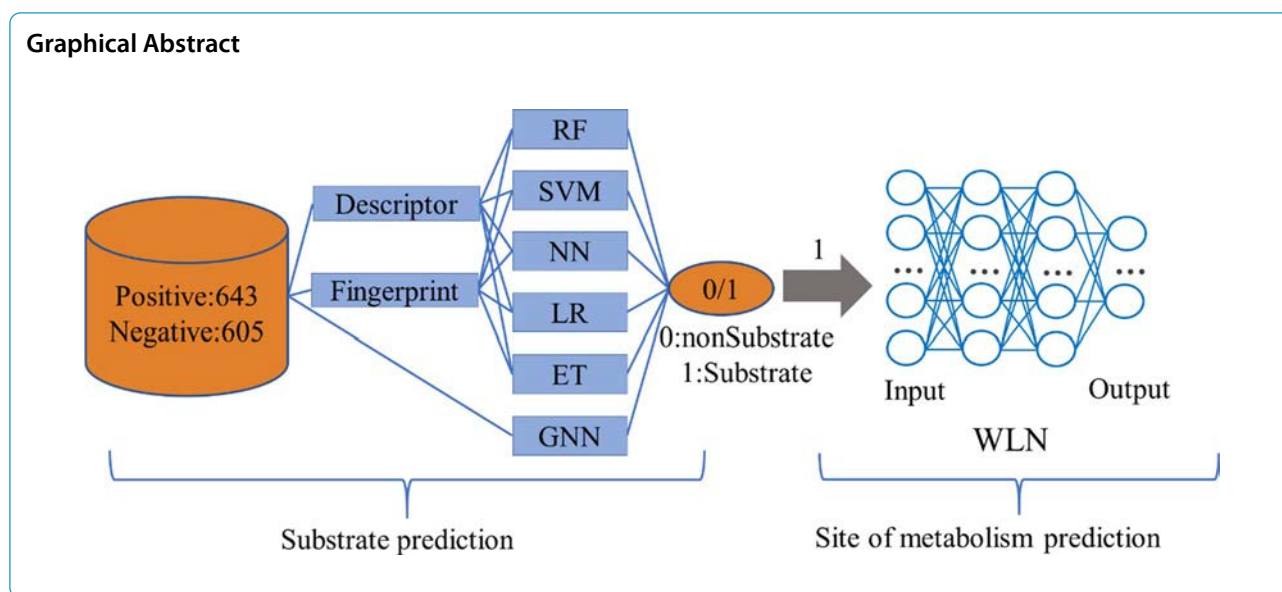 Graphical Abstract
Positive:643
Negative:605
Descriptor
Fingerprint
RF
SVM
NN
LR
ET
GNN
0/1
0:nonSubstrate
1:Substrate
1
...
...
...
...
Input
Output
WLN
Substrate prediction
Site of metabolism prediction